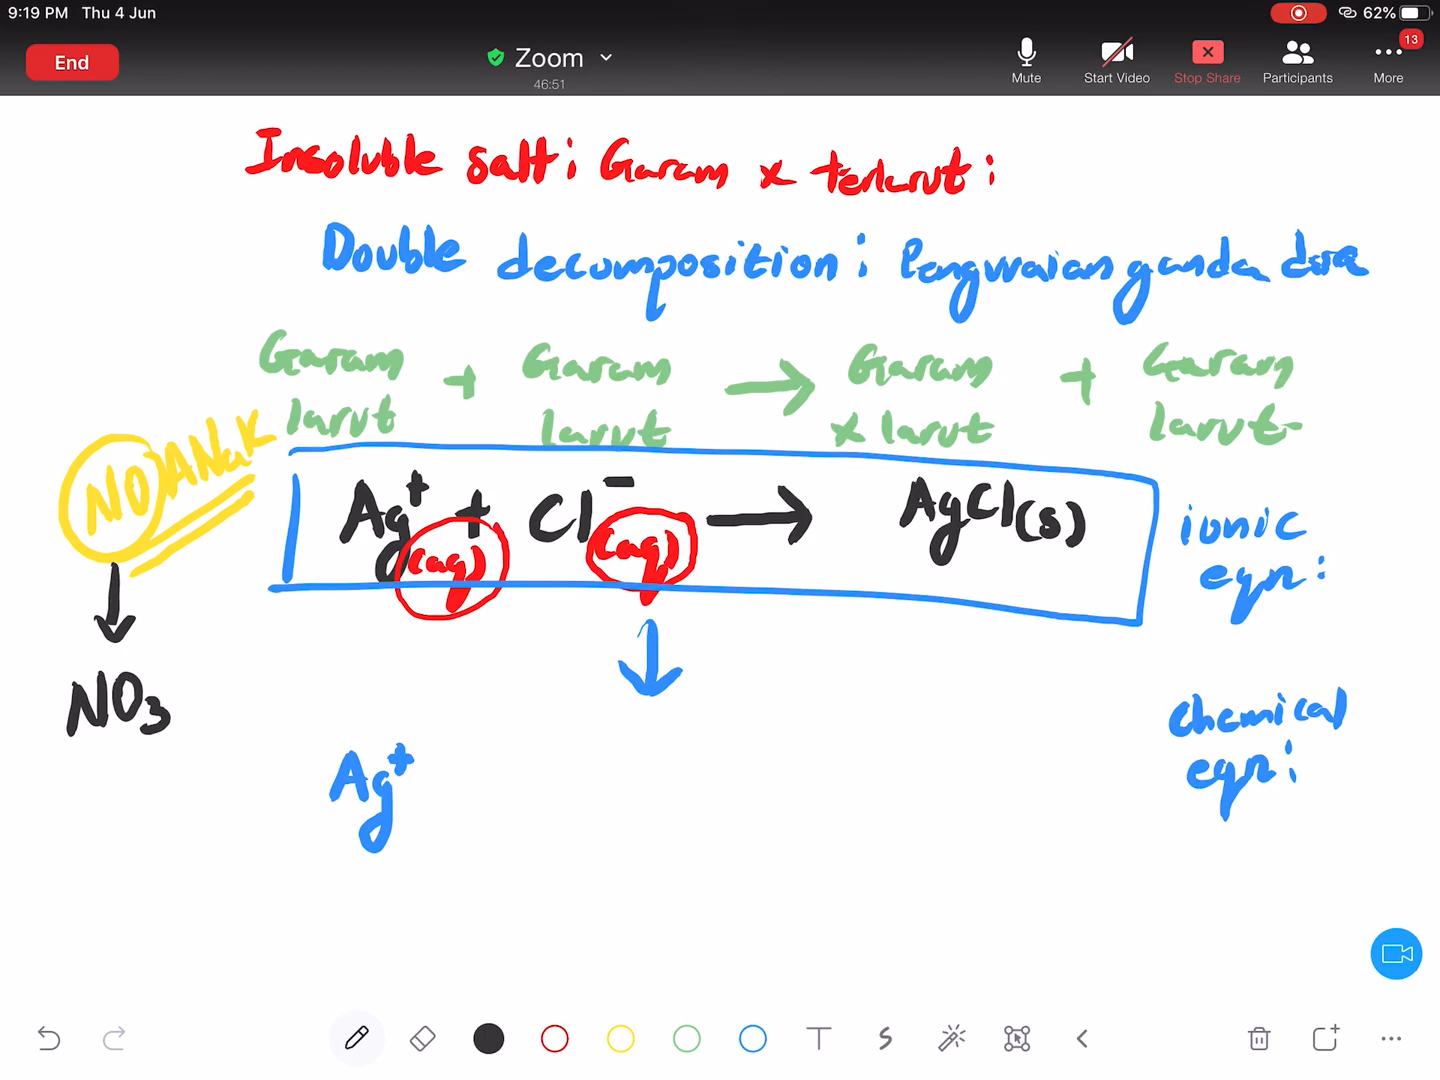 9:19 PM Thu 4 Jun
62%
End
Zoom
46:51
Mute
Start Video
Stop Share
Participants
13
More
Insoluble salt: Garam x terlarut:
Double decomposition: Penguraian ganda dua
Garam larut + Garam larut → Garam x larut + Garam larut
NO ANak
Ag⁺(aq) + Cl⁻(aq) → AgCl(s)
ionic eqn:
NO₃
chemical eqn:
Ag⁺
T